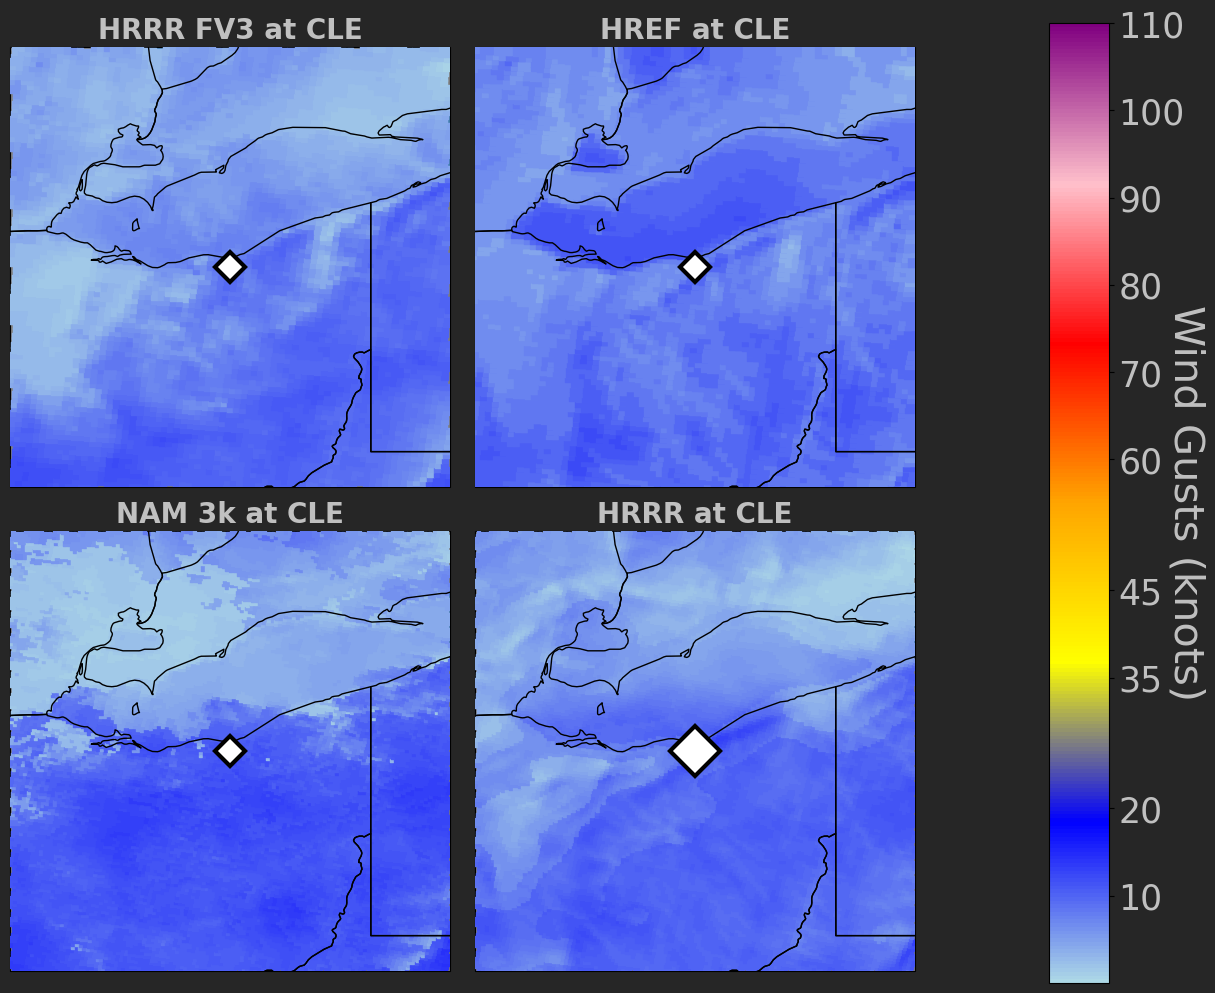 HRRR FV3 at CLE
HREF at CLE
NAM 3k at CLE
HRRR at CLE
110
100
90
80
70
60
45
35
20
10
Wind Gusts (knots)